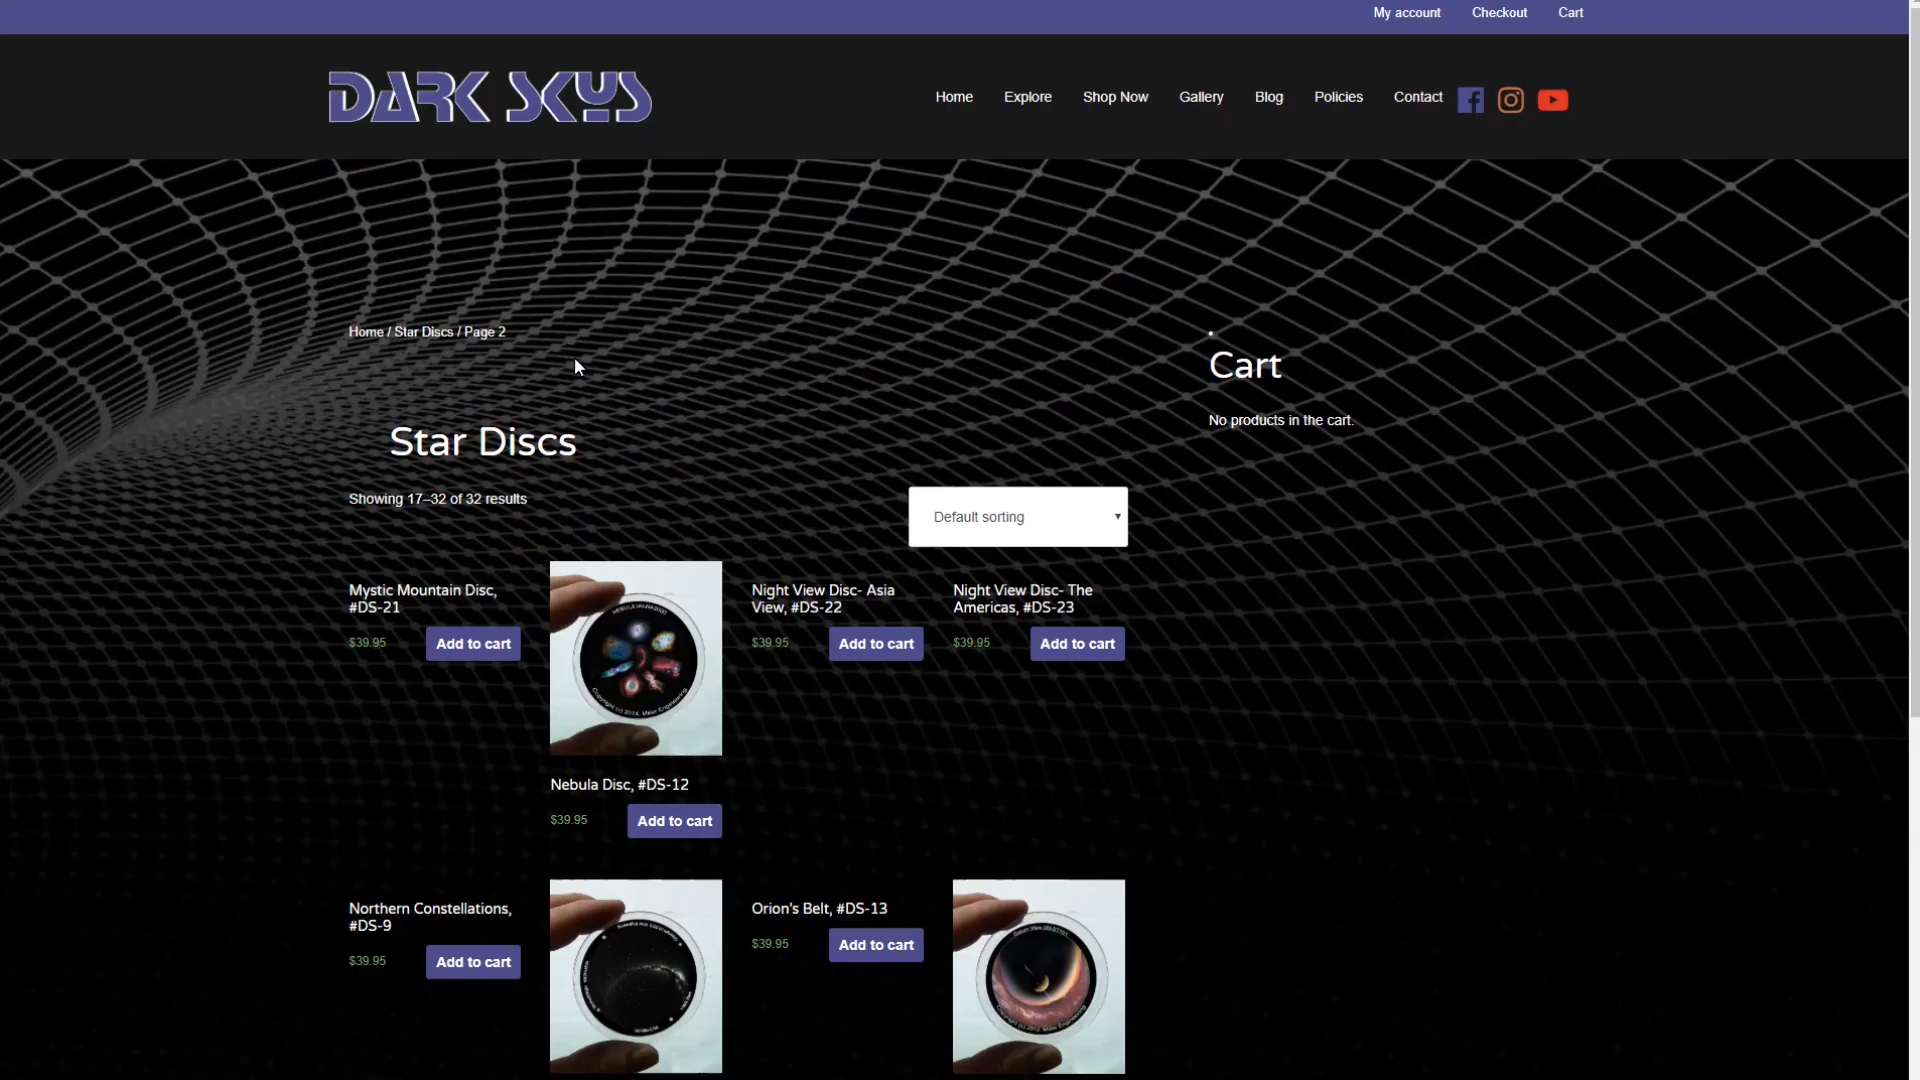 My account Checkout Cart
DARK SKYS
Home Explore Shop Now Gallery Blog Policies Contact
Home / Star Discs / Page 2
Cart
No products in the cart.
Star Discs
Showing 17–32 of 32 results
Default sorting
Mystic Mountain Disc,
#DS-21
$39.95 Add to cart
Nebula Disc, #DS-12
$39.95 Add to cart
Night View Disc- Asia
View, #DS-22
$39.95 Add to cart
Night View Disc- The
Americas, #DS-23
$39.95 Add to cart
Northern Constellations,
#DS-9
$39.95 Add to cart
Orion’s Belt, #DS-13
$39.95 Add to cart